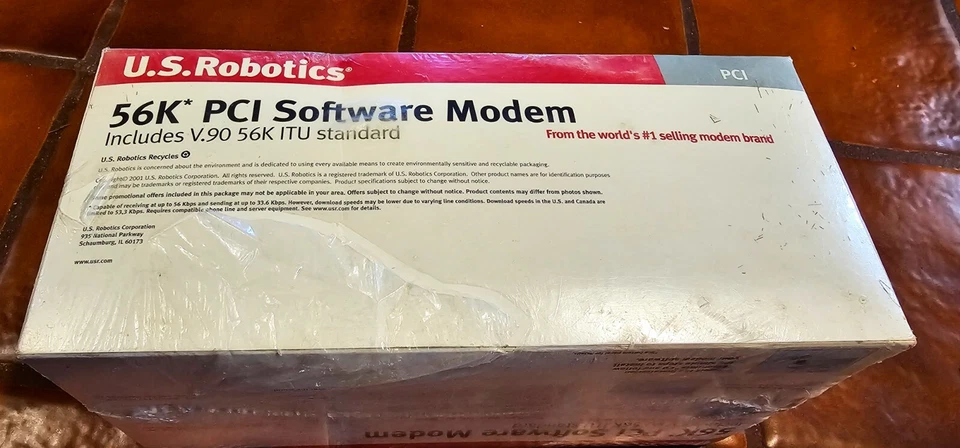 U.S.Robotics®
PCI
56K* PCI Software Modem
Includes V.90 56K ITU standard
From the world's #1 selling modem brand
U.S. Robotics Recycles
U.S. Robotics is concerned about the environment and is dedicated to using every available means to create environmentally sensitive and recyclable packaging.
2001 U.S. Robotics Corporation. All rights reserved. U.S. Robotics is a registered trademark of U.S. Robotics Corporation. Other product names are for identification purposes
and may be trademarks or registered trademarks of their respective companies. Product specifications subject to change without notice.
promotional offers included in this package may not be applicable in your area. Offers subject to change without notice. Product contents may differ from photos shown.
* Capable of receiving at up to 56 Kbps and sending at up to 33.6 Kbps. However, download speeds may be lower due to varying line conditions. Download speeds in the U.S. and Canada are
limited to 53.3 Kbps. Requires compatible phone line and server equipment. See www.usr.com for details.
U.S. Robotics Corporation
935 National Parkway
Schaumburg, IL 60173
www.usr.com
56K* PCI Software Modem